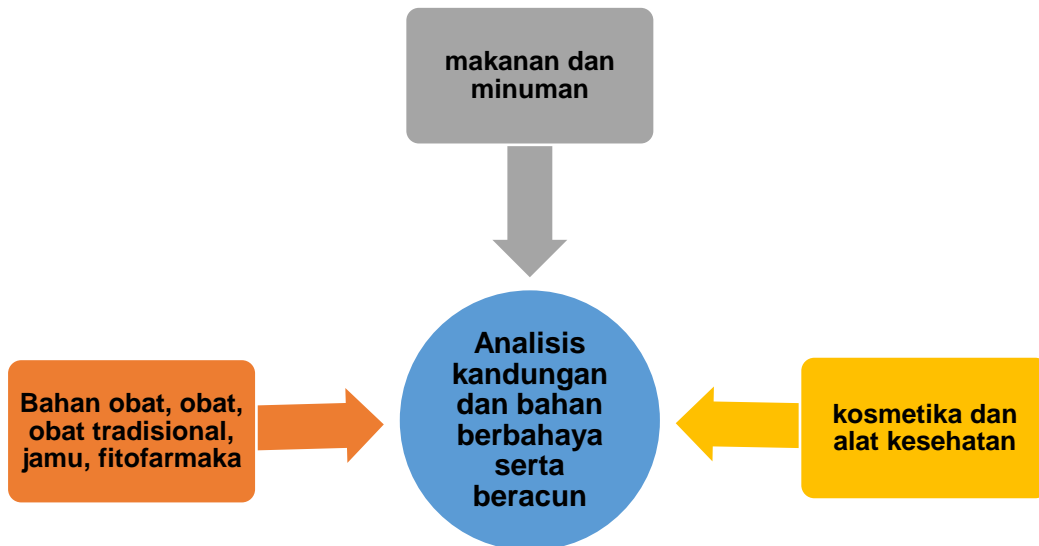 makanan dan
minuman
Bahan obat, obat,
obat tradisional,
jamu, fitofarmaka
Analisis
kandungan
dan bahan
berbahaya
serta
beracun
kosmetika dan
alat kesehatan